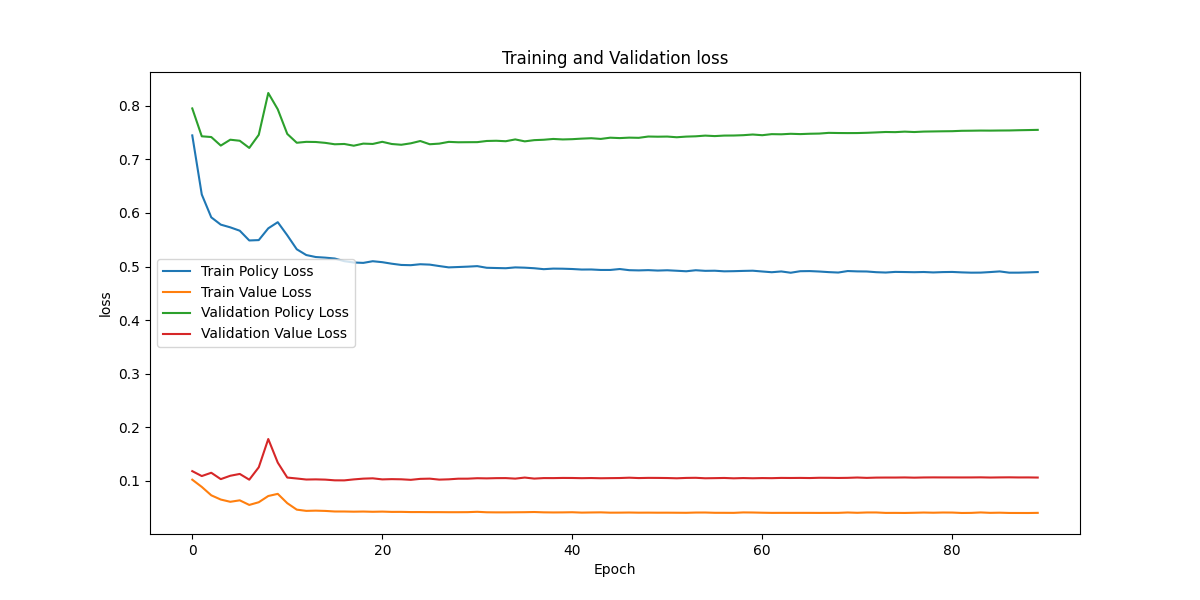 Training and Validation loss
0.8
0.7
0.6
0.5
0.4
0.3
0.2
0.1
loss
Train Policy Loss
Train Value Loss
Validation Policy Loss
Validation Value Loss
0 20 40 60 80
Epoch